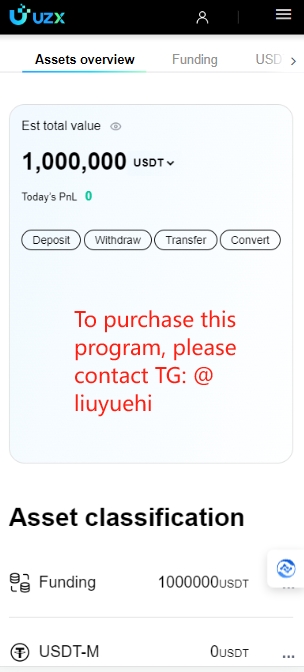 UZX
Assets overview Funding USD
Est total value
1,000,000 USDT
Today's PnL 0
Deposit Withdraw Transfer Convert
To purchase this
program, please
contact TG: @
liuyuehi
Asset classification
Funding 1000000USDT
...
USDT-M 0USDT
...